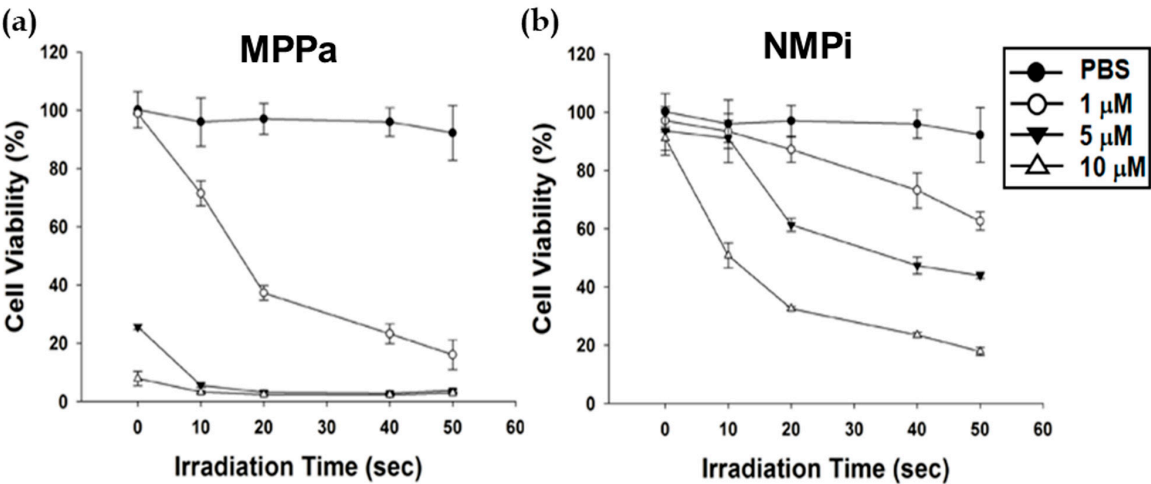 (a)
MPPa
120
100
80
60
40
20
0
Cell Viability (%)
0 10 20 30 40 50 60
Irradiation Time (sec)
(b)
NMPi
120
100
80
60
40
20
0
Cell Viability (%)
0 10 20 30 40 50 60
Irradiation Time (sec)
PBS
1 μM
5 μM
10 μM